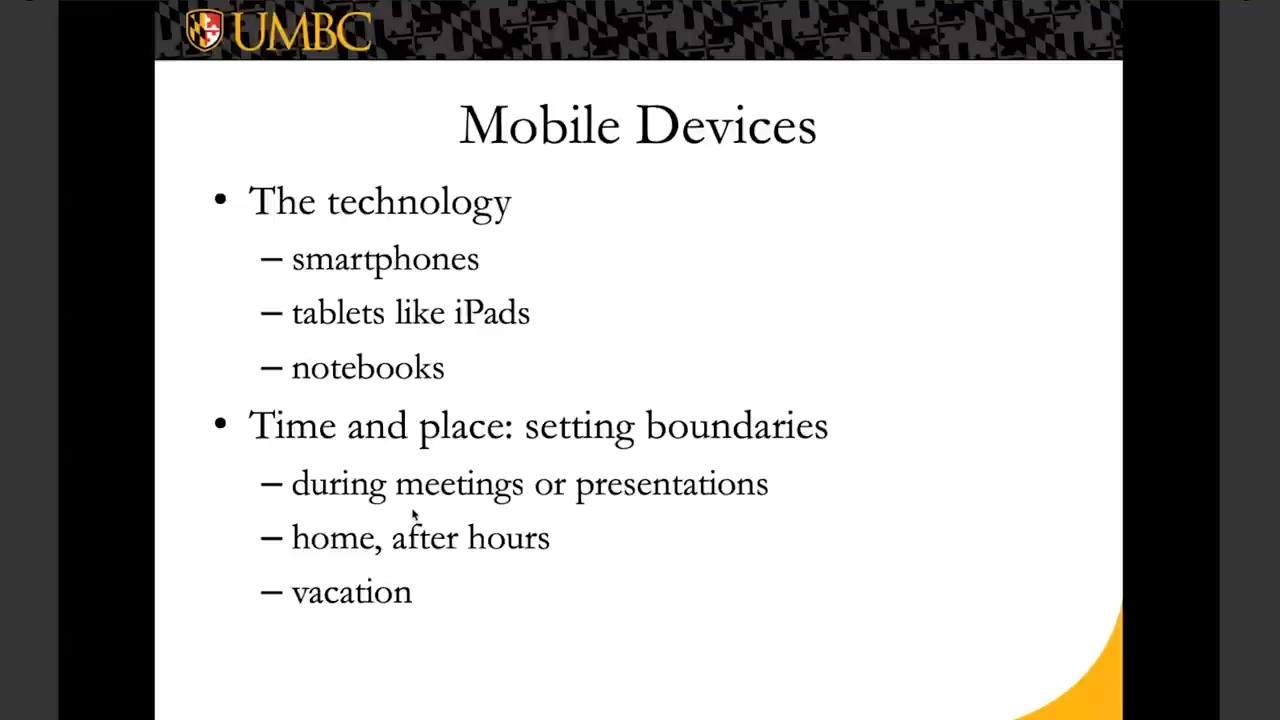 UMBC
Mobile Devices
• The technology
– smartphones
– tablets like iPads
– notebooks
• Time and place: setting boundaries
– during meetings or presentations
– home, after hours
– vacation